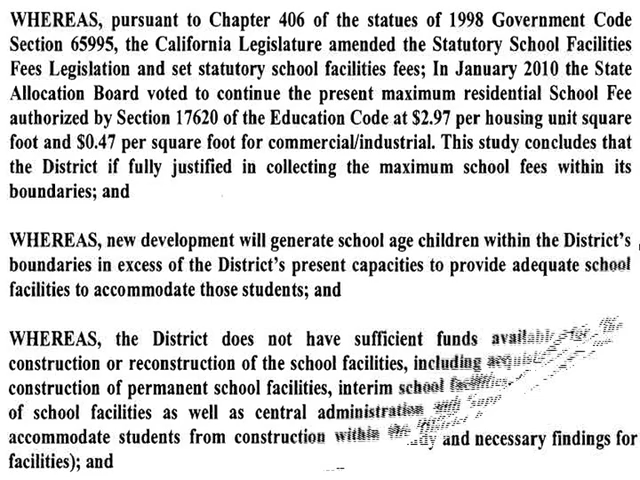 WHEREAS, pursuant to Chapter 406 of the statues of 1998 Government Code
Section 65995, the California Legislature amended the Statutory School Facilities
Fees Legislation and set statutory school facilities fees; In January 2010 the State
Allocation Board voted to continue the present maximum residential School Fee
authorized by Section 17620 of the Education Code at $2.97 per housing unit square
foot and $0.47 per square foot for commercial/industrial. This study concludes that
the District if fully justified in collecting the maximum school fees within its
boundaries; and
WHEREAS, new development will generate school age children within the District's
boundaries in excess of the District's present capacities to provide adequate school
facilities to accommodate those students; and
WHEREAS, the District does not have sufficient funds available for the
construction or reconstruction of the school facilities, including
construction of permanent school facilities, interim school facilities,
of school facilities as well as central administration and
accommodate students from construction within the District and necessary findings for
facilities); and